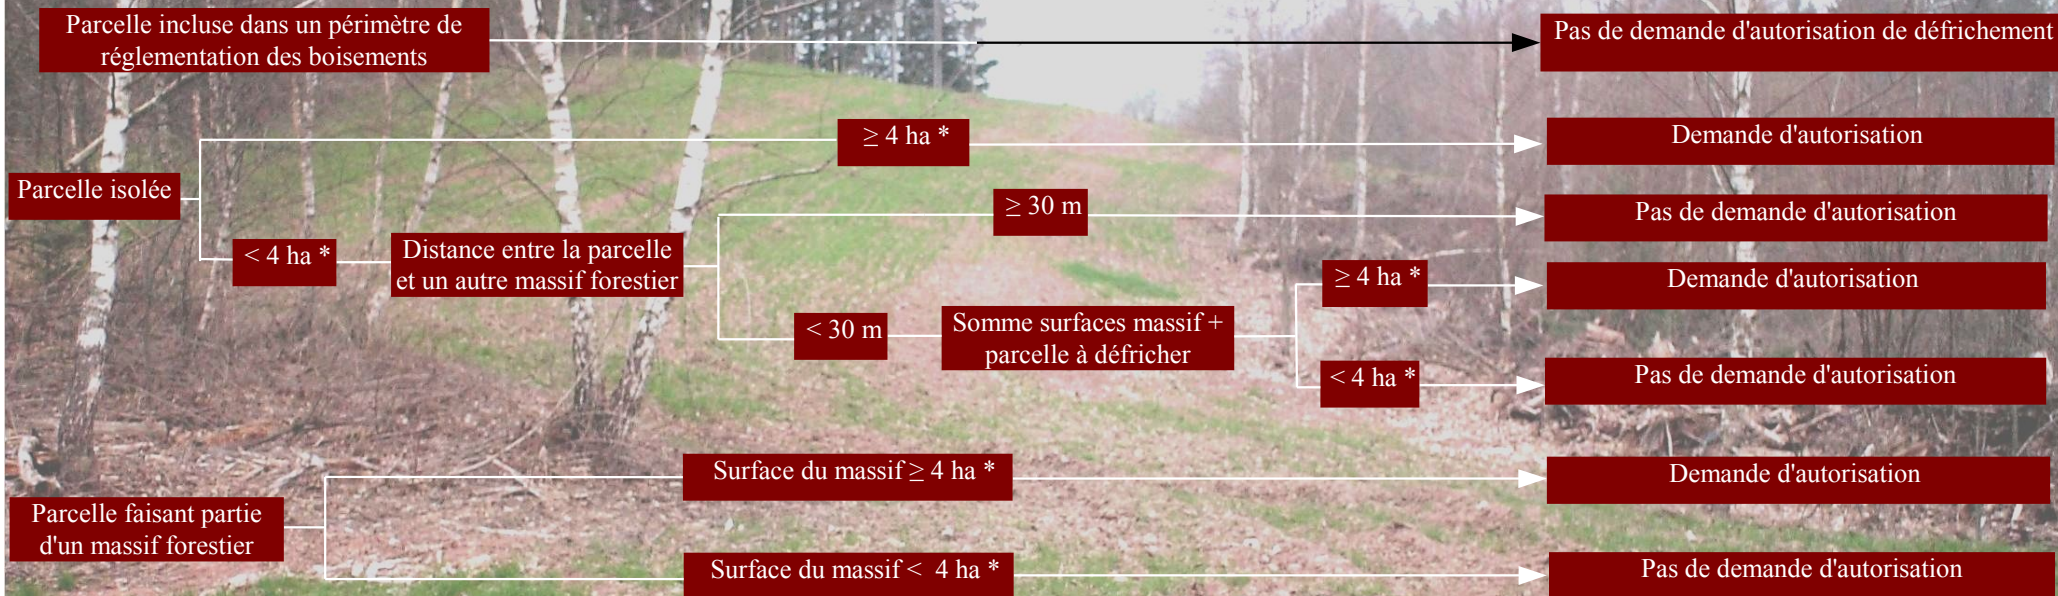 Parcelle incluse dans un périmètre de
réglementation des boisements
Pas de demande d'autorisation de défrichement
≥ 4 ha *
Demande d'autorisation
Parcelle isolée
≥ 30 m
Pas de demande d'autorisation
< 4 ha *
Distance entre la parcelle
et un autre massif forestier
≥ 4 ha *
Demande d'autorisation
< 30 m
Somme surfaces massif +
parcelle à défricher
< 4 ha *
Pas de demande d'autorisation
Surface du massif ≥ 4 ha *
Demande d'autorisation
Parcelle faisant partie
d'un massif forestier
Surface du massif < 4 ha *
Pas de demande d'autorisation